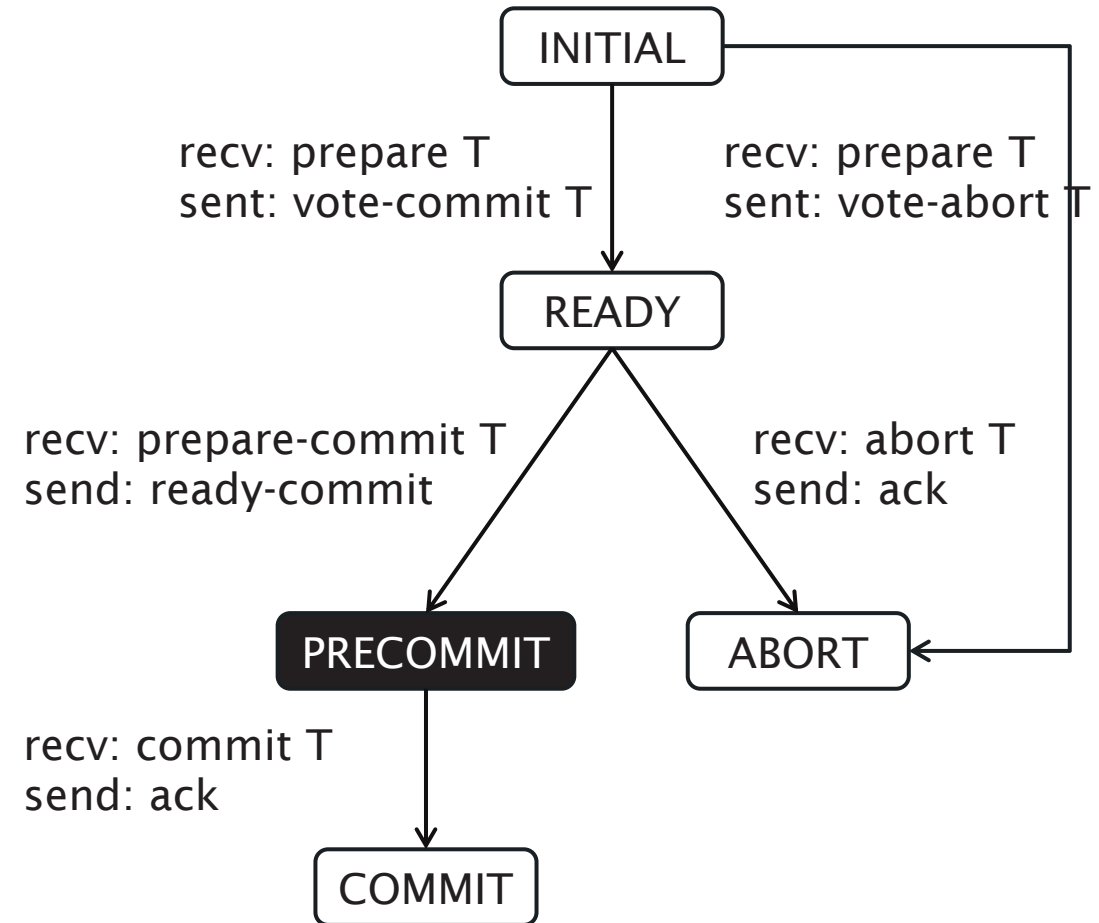 INITIAL
recv: prepare T
sent: vote-commit T
recv: prepare T
sent: vote-abort T
READY
recv: prepare-commit T
send: ready-commit
recv: abort T
send: ack
PRECOMMIT
ABORT
recv: commit T
send: ack
COMMIT